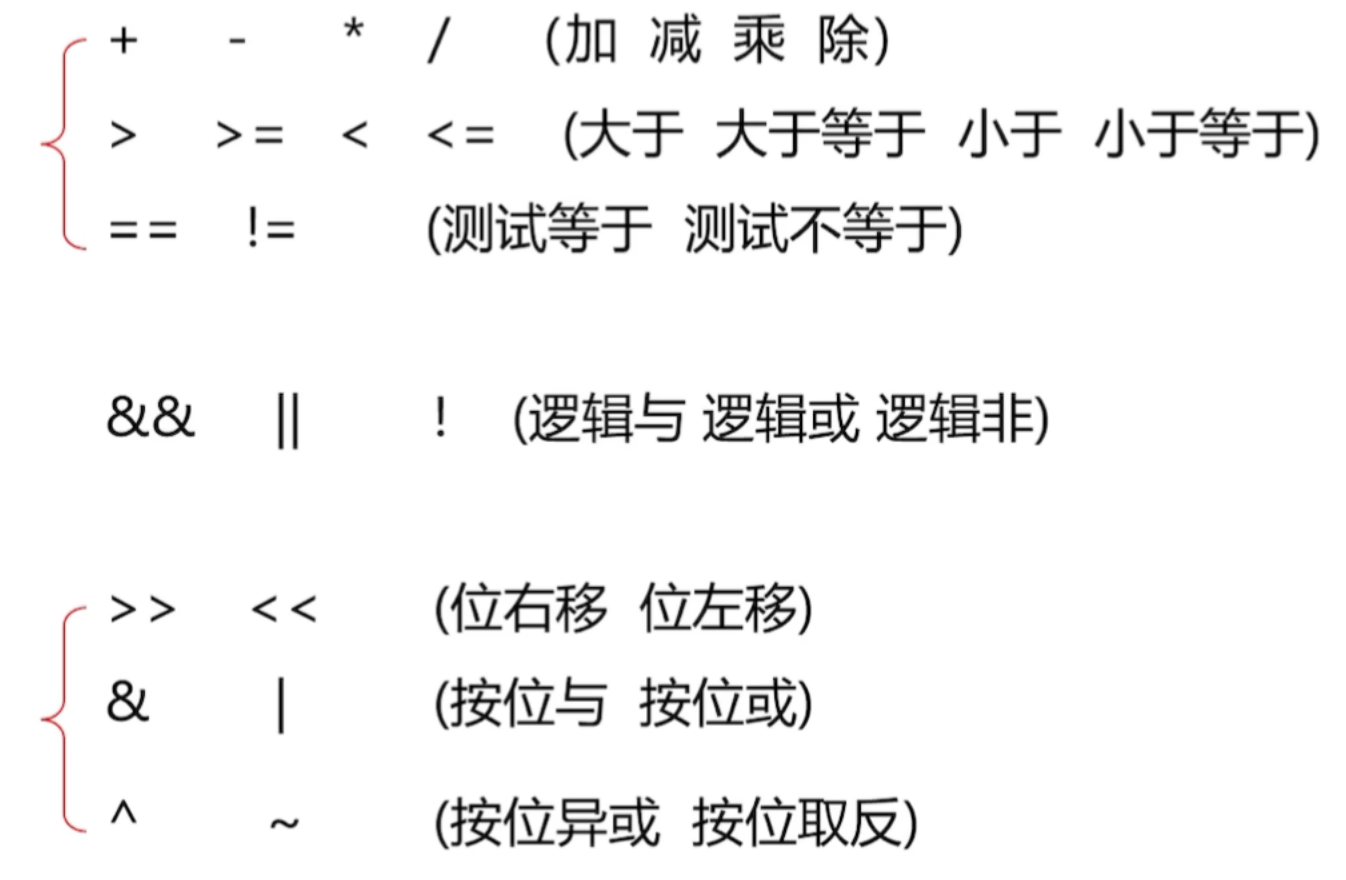 + - * / (加 减 乘 除)
> >= < <= (大于 大于等于 小于 小于等于)
== != (测试等于 测试不等于)
&& || ! (逻辑与 逻辑或 逻辑非)
>> << (位右移 位左移)
& | (按位与 按位或)
^ ~ (按位异或 按位取反)